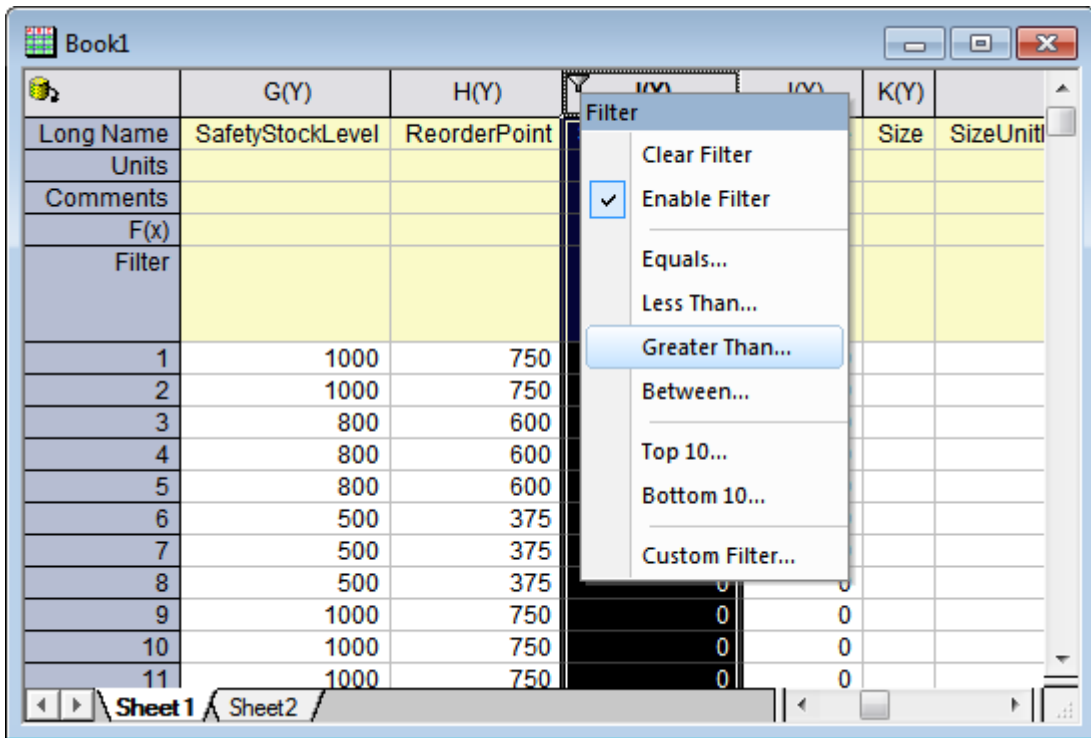 Book1
G(Y) H(Y) I(Y) J(Y) K(Y)
Long Name SafetyStockLevel ReorderPoint Size SizeUnitI
Units
Comments
F(x)
Filter
1 1000 750
2 1000 750
3 800 600
4 800 600
5 800 600
6 500 375
7 500 375
8 500 375 0 0
9 1000 750 0 0
10 1000 750 0 0
11 1000 750 0 0
Filter
Clear Filter
Enable Filter
Equals...
Less Than...
Greater Than...
Between...
Top 10...
Bottom 10...
Custom Filter...
Sheet1 Sheet2